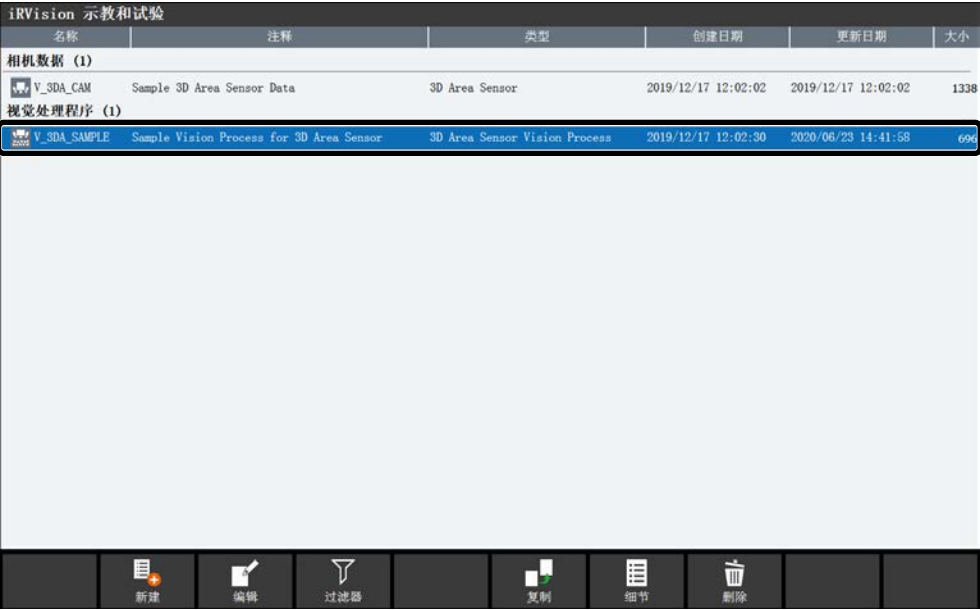 iRVision 示教和试验
名称 注释 类型 创建日期 更新日期 大小
相机数据 (1)
V_3DA_CAM Sample 3D Area Sensor Data 3D Area Sensor 2019/12/17 12:02:02 2019/12/17 12:02:02 1338
视觉处理程序 (1)
V_3DA_SAMPLE Sample Vision Process for 3D Area Sensor 3D Area Sensor Vision Process 2019/12/17 12:02:30 2020/06/23 14:41:58 696
新建 编辑 过滤器 复制 细节 删除